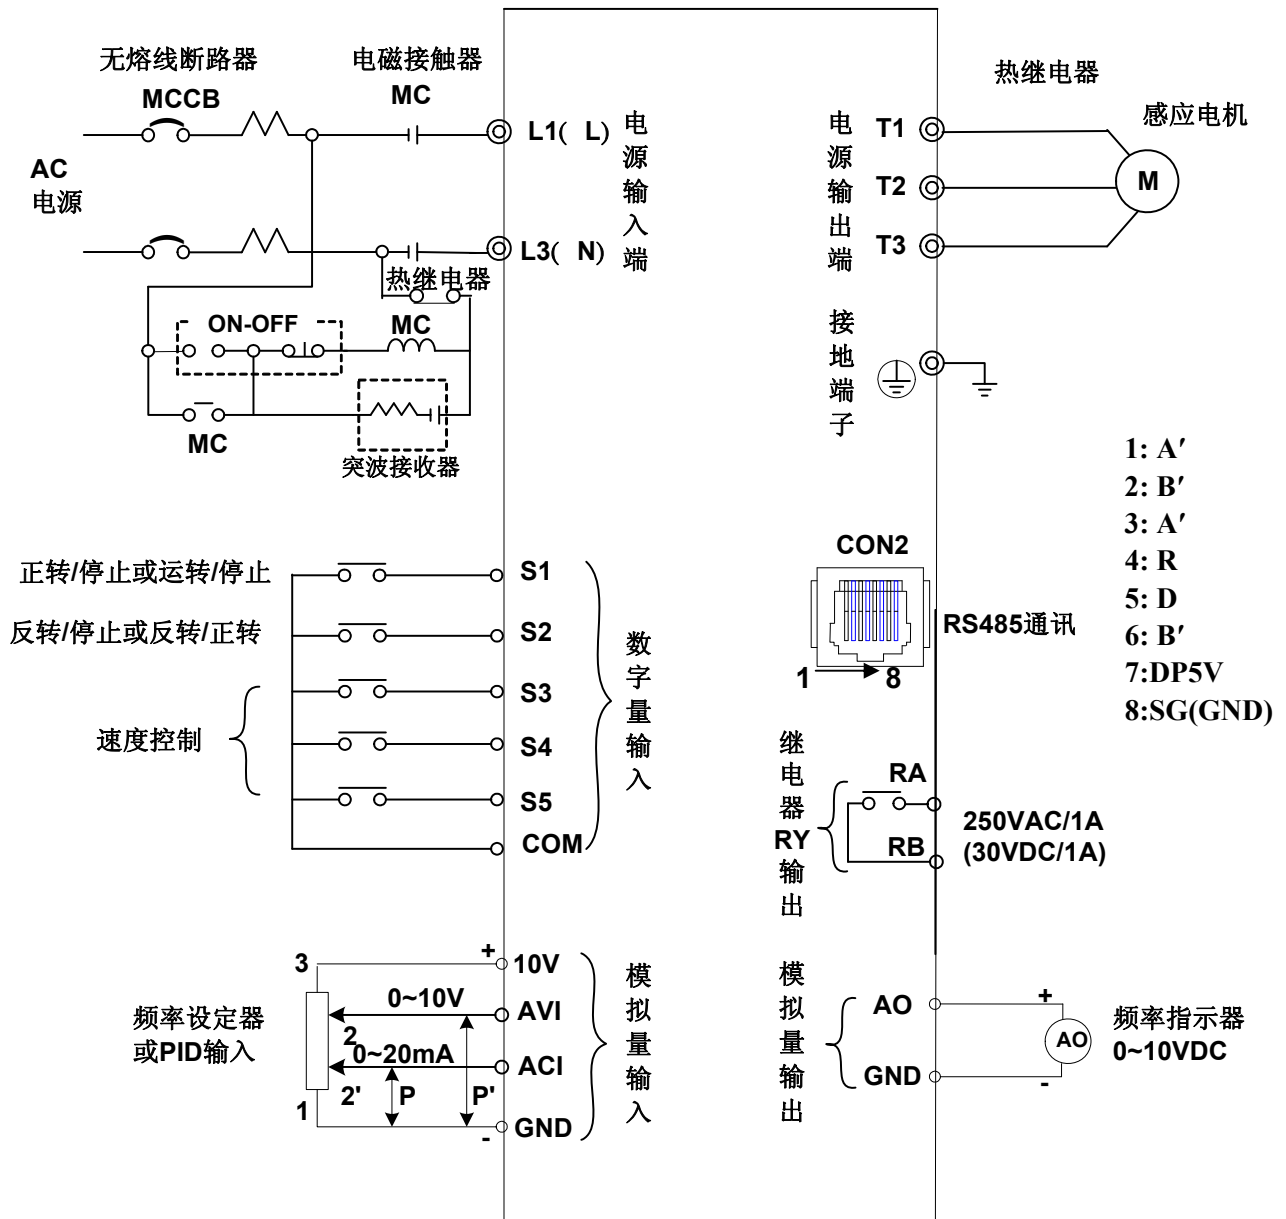 无熔线断路器
MCCB
电磁接触器
MC
热继电器
感应电机
AC
电源
L1( L)
L3( N)
电源输入端
电源输出端
T1
T2
T3
M
热继电器
ON-OFF
MC
MC
突波接收器
接地端子
1: A′
2: B′
3: A′
4: R
5: D
6: B′
7:DP5V
8:SG(GND)
CON2
RS485通讯
1
8
正转/停止或运转/停止
反转/停止或反转/正转
速度控制
S1
S2
S3
S4
S5
COM
数字量输入
继电器RY输出
RA
RB
250VAC/1A
(30VDC/1A)
频率设定器
或PID输入
3
+
10V
0~10V
AVI
2
0~20mA
ACI
2'
P
P'
1
-
GND
模拟量输入
模拟量输出
AO
GND
+
AO
-
频率指示器
0~10VDC